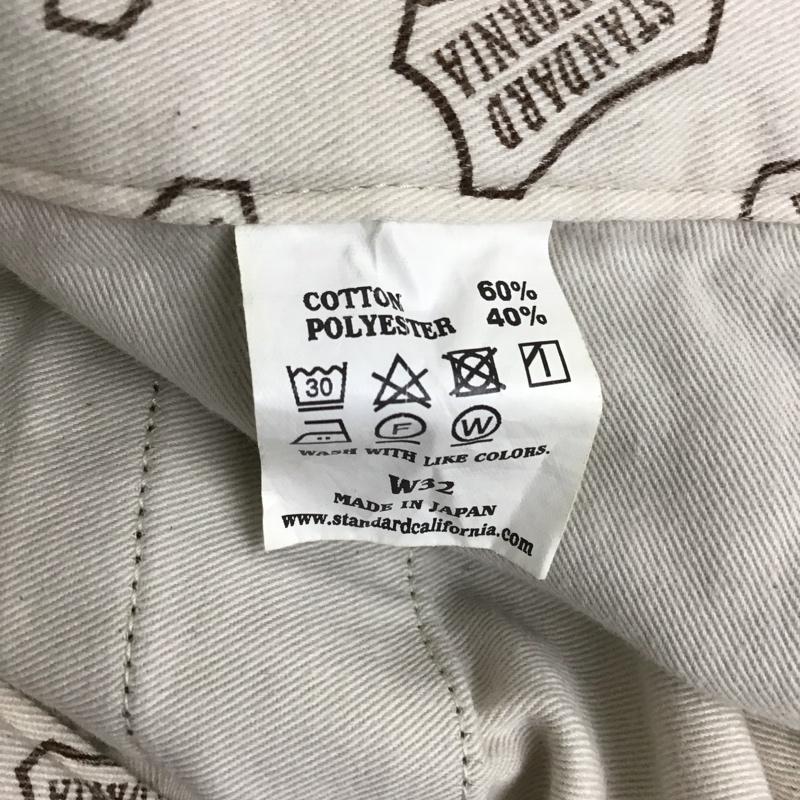 STANDARD
CALIFORNIA
COTTON 60%
POLYESTER 40%
30
F W
WASH WITH LIKE COLORS.
W32
MADE IN JAPAN
www.standardcalifornia.com